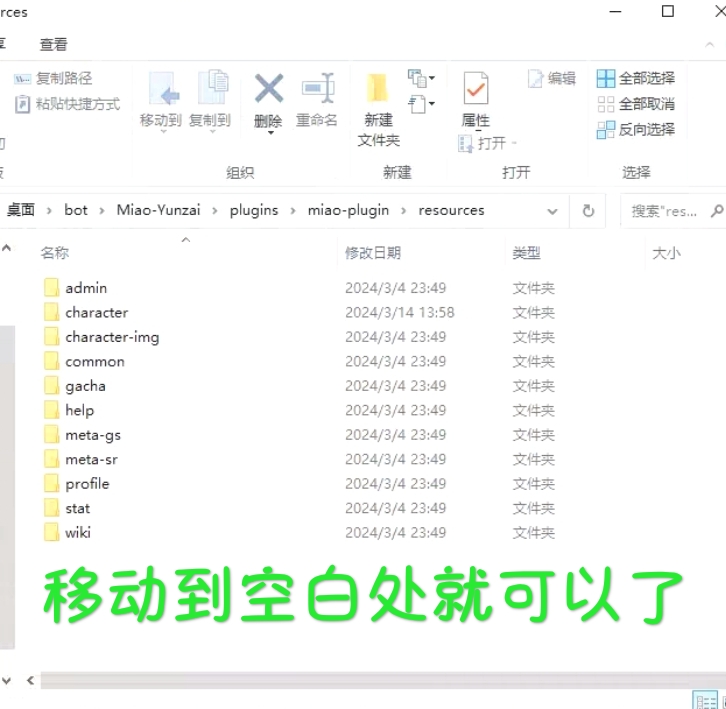 rces
享 查看
复制路径
粘贴快捷方式
移动到 复制到 删除 重命名
新建
文件夹
属性
打开
编辑
全部选择
全部取消
反向选择
组织 新建 打开 选择
桌面 › bot › Miao-Yunzai › plugins › miao-plugin › resources
搜索"res...
名称 修改日期 类型 大小
admin 2024/3/4 23:49 文件夹
character 2024/3/14 13:58 文件夹
character-img 2024/3/4 23:49 文件夹
common 2024/3/4 23:49 文件夹
gacha 2024/3/4 23:49 文件夹
help 2024/3/4 23:49 文件夹
meta-gs 2024/3/4 23:49 文件夹
meta-sr 2024/3/4 23:49 文件夹
profile 2024/3/4 23:49 文件夹
stat 2024/3/4 23:49 文件夹
wiki 2024/3/4 23:49 文件夹
移动到空白处就可以了